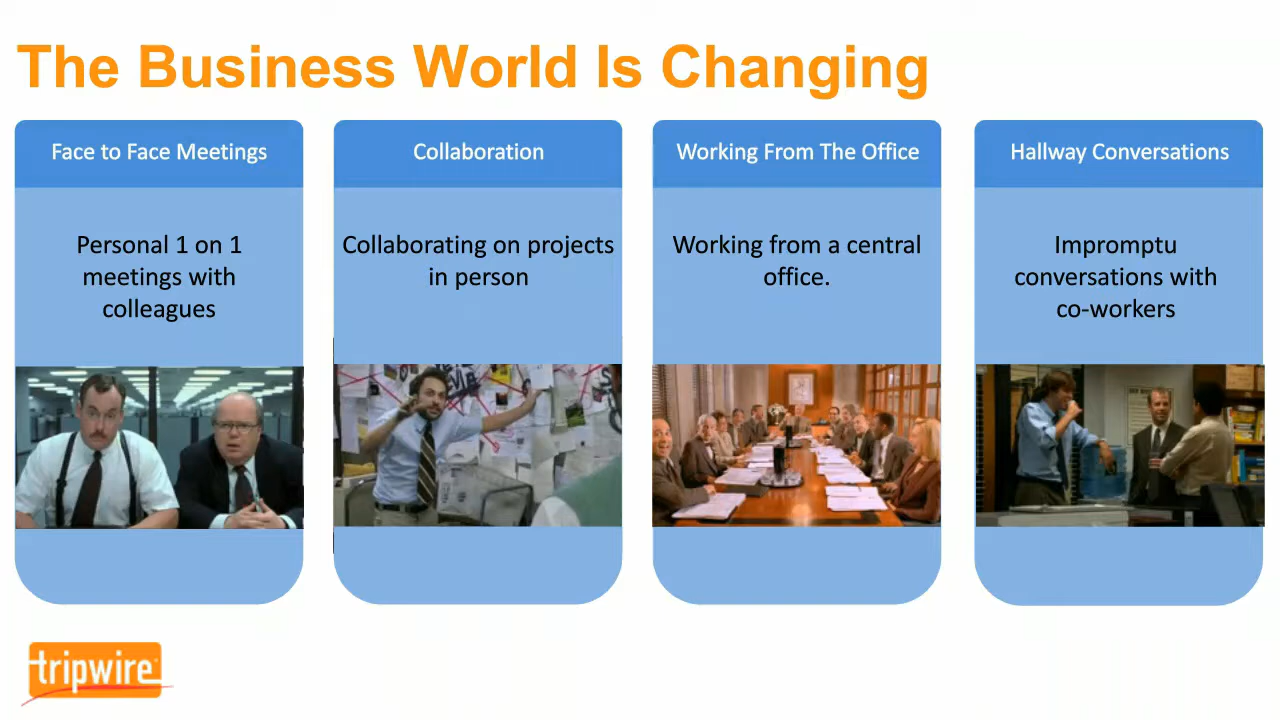 The Business World Is Changing
Face to Face Meetings
Personal 1 on 1
meetings with
colleagues
Collaboration
Collaborating on projects
in person
Working From The Office
Working from a central
office.
Hallway Conversations
Impromptu
conversations with
co-workers
tripwire